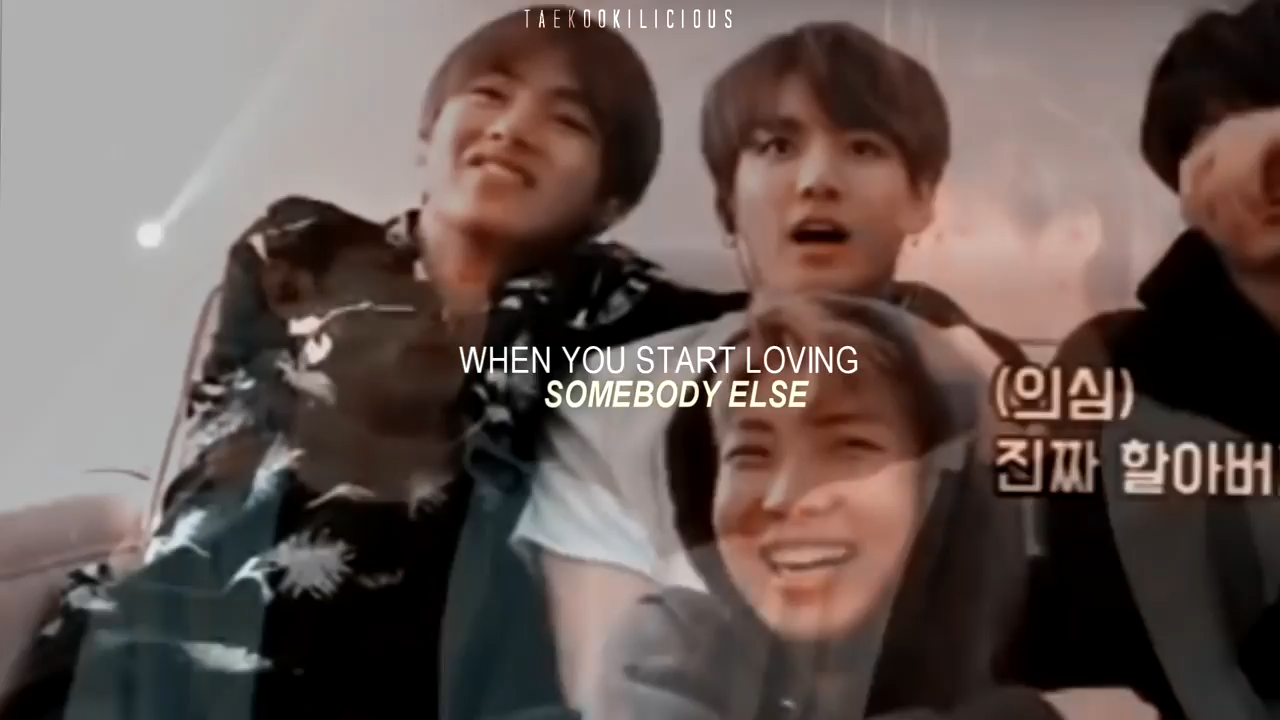 TAEKOOKILICIOUS
WHEN YOU START LOVING
SOMEBODY ELSE
(의심)
진짜 할아버